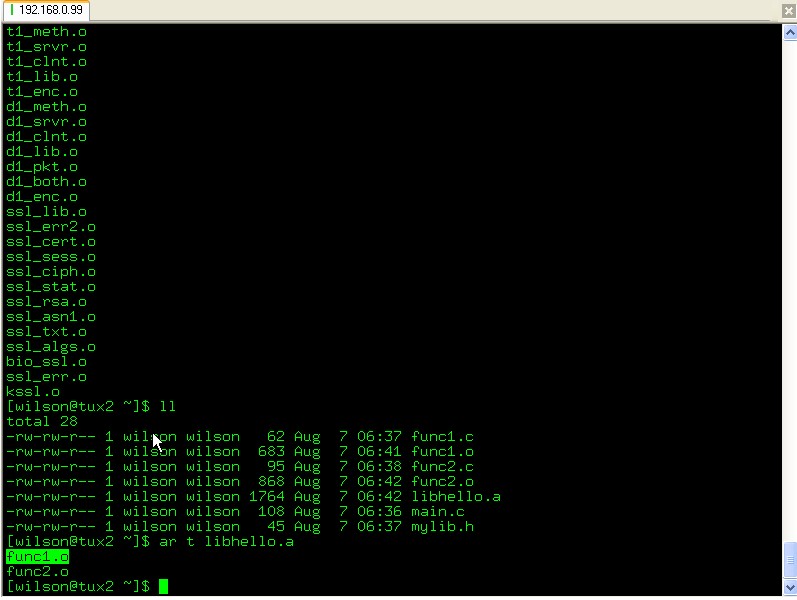 192.168.0.99
t1_meth.o
t1_srvr.o
t1_clnt.o
t1_lib.o
t1_enc.o
d1_meth.o
d1_srvr.o
d1_clnt.o
d1_lib.o
d1_pkt.o
d1_both.o
d1_enc.o
ssl_lib.o
ssl_err2.o
ssl_cert.o
ssl_sess.o
ssl_ciph.o
ssl_stat.o
ssl_rsa.o
ssl_asn1.o
ssl_txt.o
ssl_algs.o
bio_ssl.o
ssl_err.o
kssl.o
[wilson@tux2 ~]$ ll
total 28
-rw-rw-r-- 1 wilson wilson   62 Aug  7 06:37 func1.c
-rw-rw-r-- 1 wilson wilson  683 Aug  7 06:41 func1.o
-rw-rw-r-- 1 wilson wilson   95 Aug  7 06:38 func2.c
-rw-rw-r-- 1 wilson wilson  868 Aug  7 06:42 func2.o
-rw-rw-r-- 1 wilson wilson 1764 Aug  7 06:42 libhello.a
-rw-rw-r-- 1 wilson wilson  108 Aug  7 06:36 main.c
-rw-rw-r-- 1 wilson wilson   45 Aug  7 06:37 mylib.h
[wilson@tux2 ~]$ ar t libhello.a
func1.o
func2.o
[wilson@tux2 ~]$